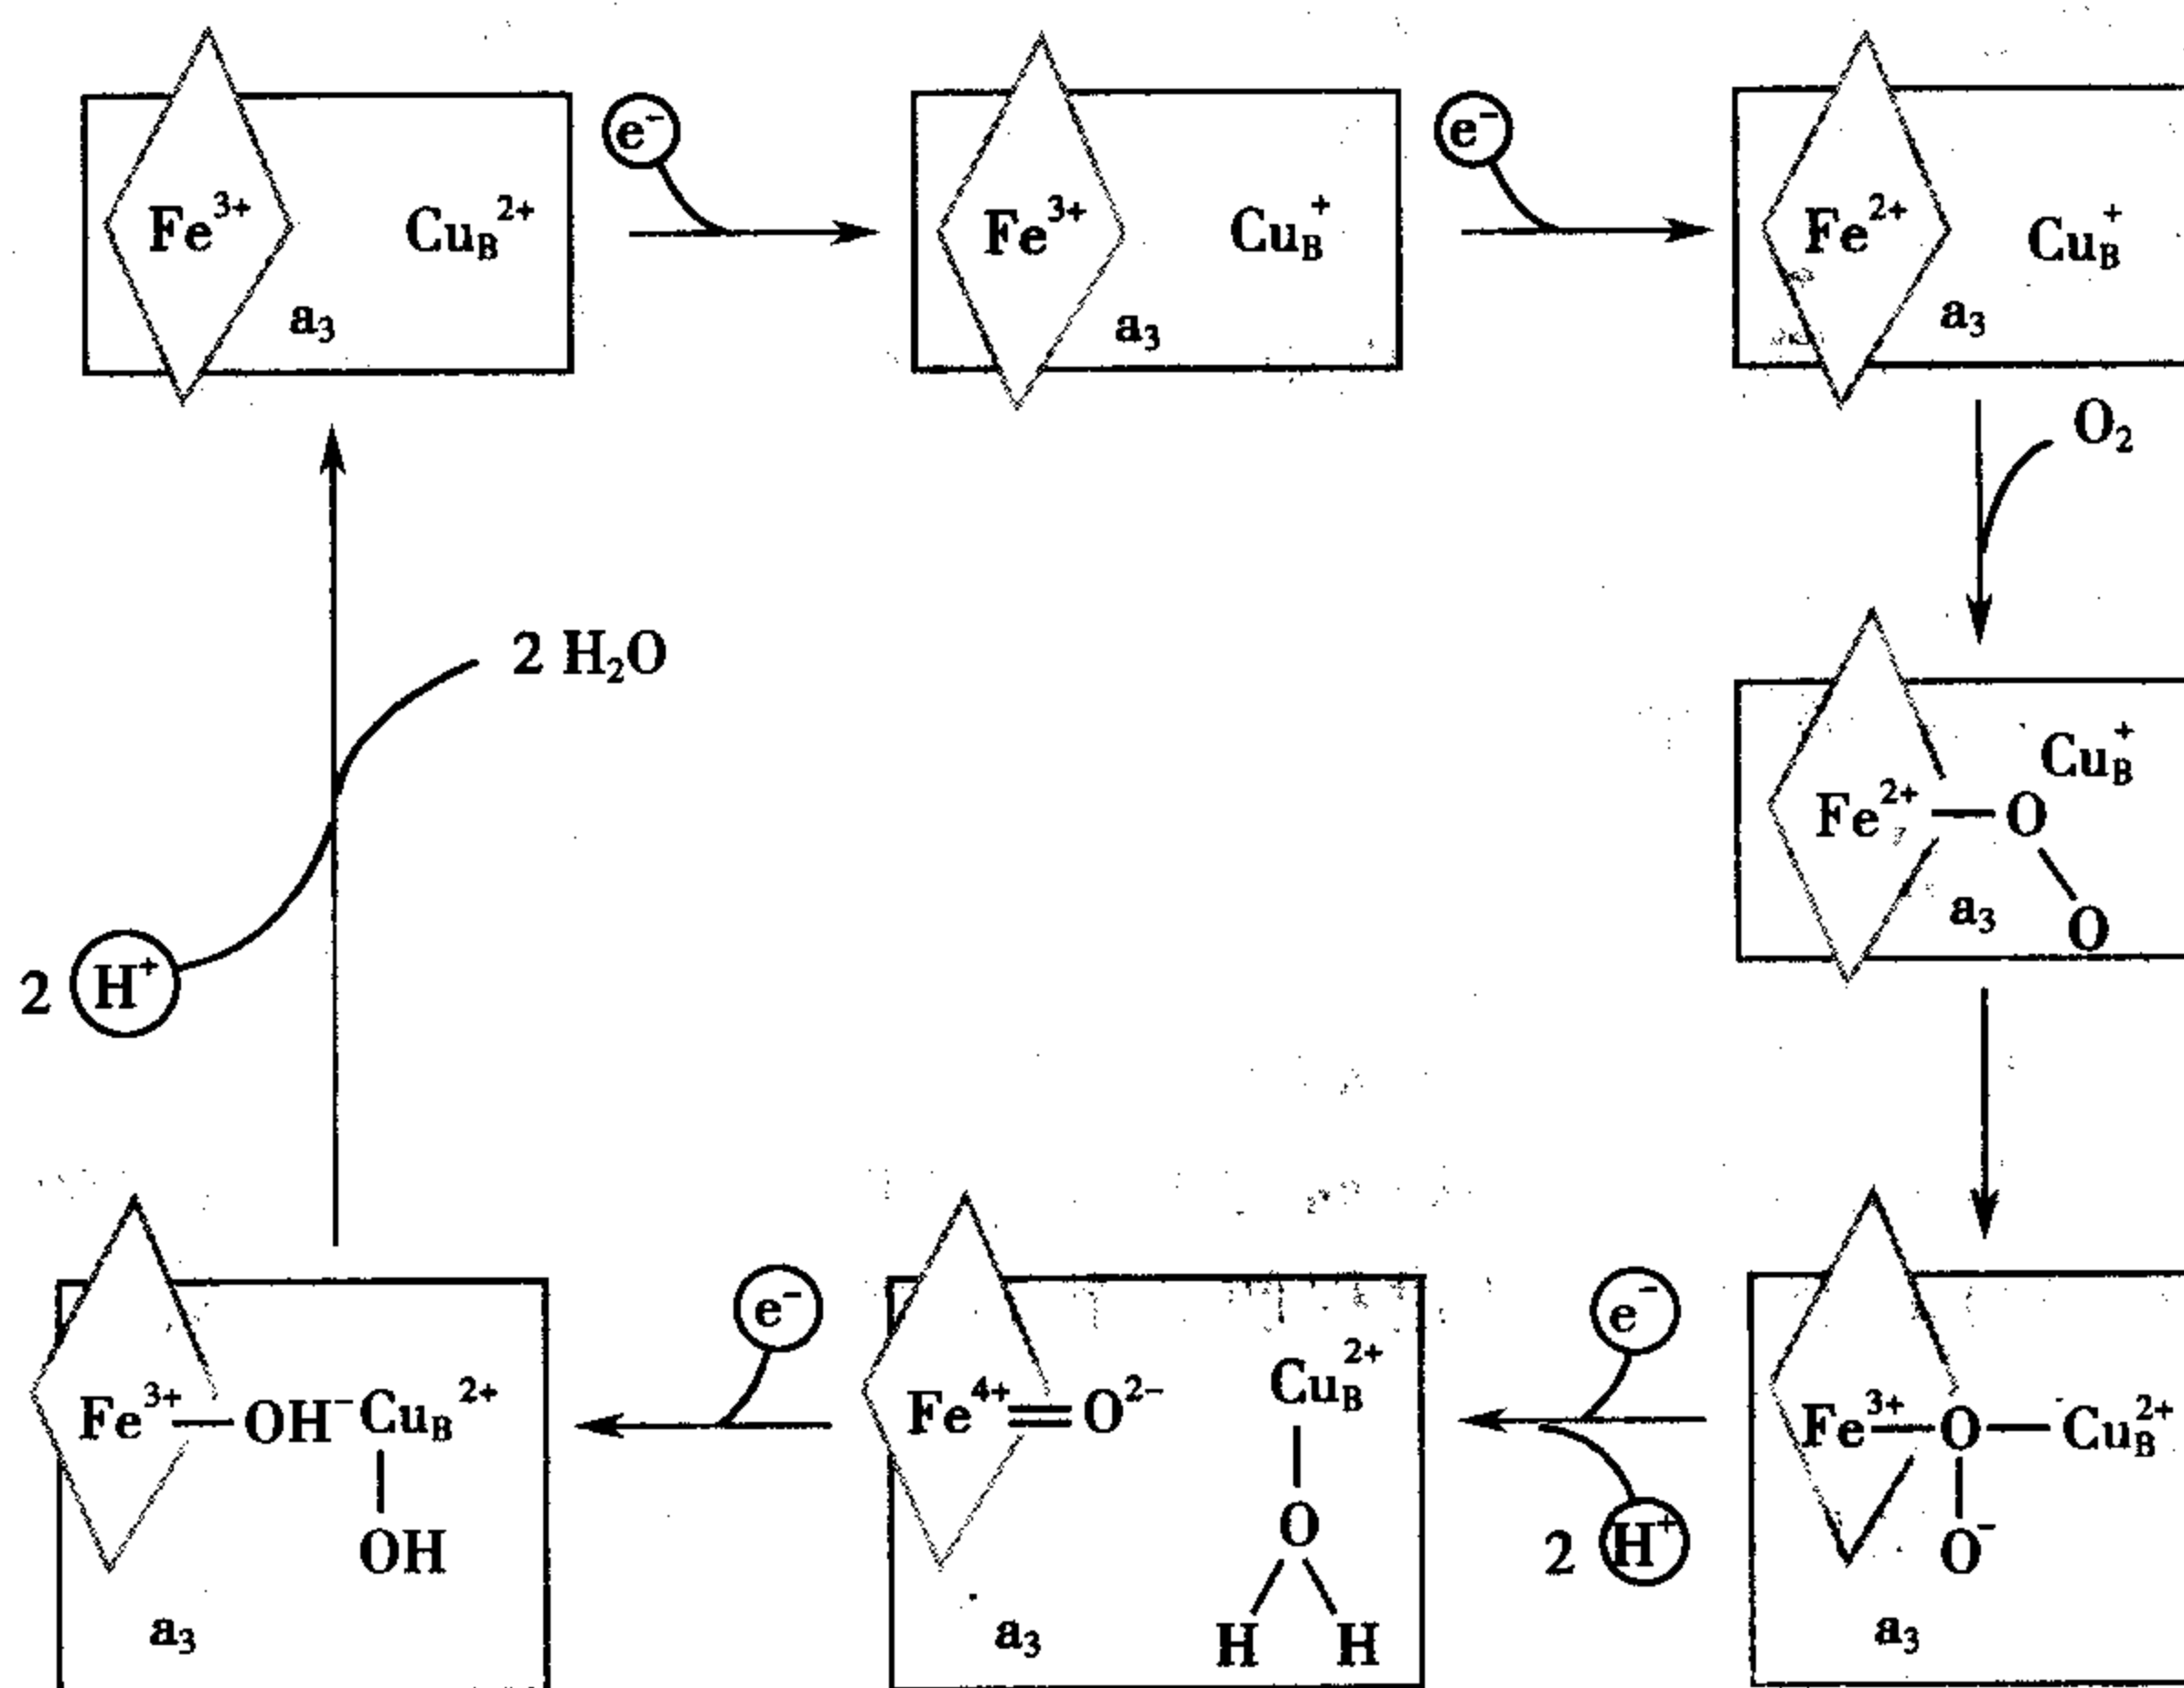 Fe³⁺ Cu_B²⁺ a₃
e⁻
Fe³⁺ Cu_B⁺ a₃
e⁻
Fe²⁺ Cu_B⁺ a₃
O₂
2 H₂O
2 H⁺
Cu_B⁺
Fe²⁺—O
a₃ O
Fe³⁺—OH⁻Cu_B²⁺
OH
a₃
e⁻
Cu_B²⁺
Fe⁴⁺=O²⁻
O
a₃ H H
e⁻
2 H⁺
Fe³⁺—O—Cu_B²⁺
O⁻
a₃